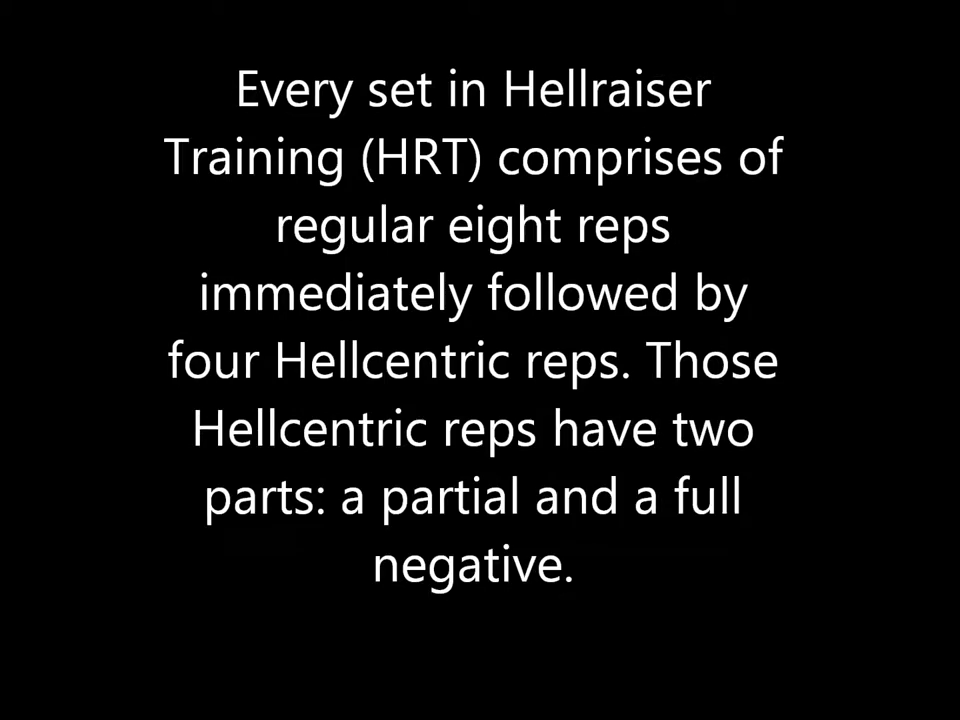 Every set in Hellraiser
Training (HRT) comprises of
regular eight reps
immediately followed by
four Hellcentric reps. Those
Hellcentric reps have two
parts: a partial and a full
negative.